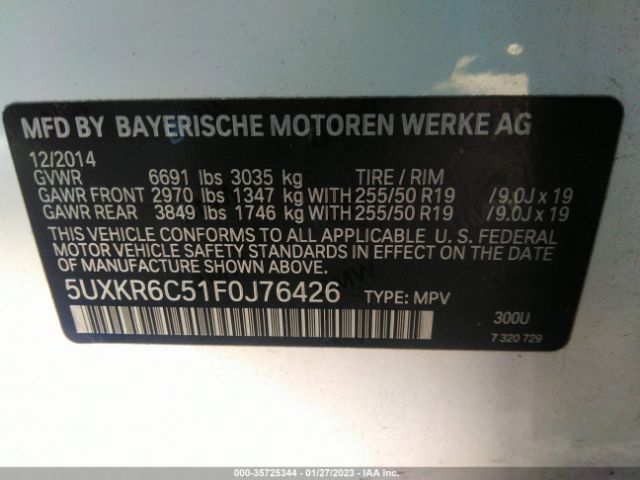 MFD BY BAYERISCHE MOTOREN WERKE AG
12/2014
GVWR 6691 lbs 3035 kg TIRE / RIM
GAWR FRONT 2970 lbs 1347 kg WITH 255/50 R19 /9.0J x 19
GAWR REAR 3849 lbs 1746 kg WITH 255/50 R19 /9.0J x 19
THIS VEHICLE CONFORMS TO ALL APPLICABLE U. S. FEDERAL
MOTOR VEHICLE SAFETY STANDARDS IN EFFECT ON THE
DATE OF MANUFACTURE SHOWN ABOVE.
5UXKR6C51F0J76426 TYPE: MPV
300U
7 320 729
000-35725344 - 01/27/2023 - IAAI.COM